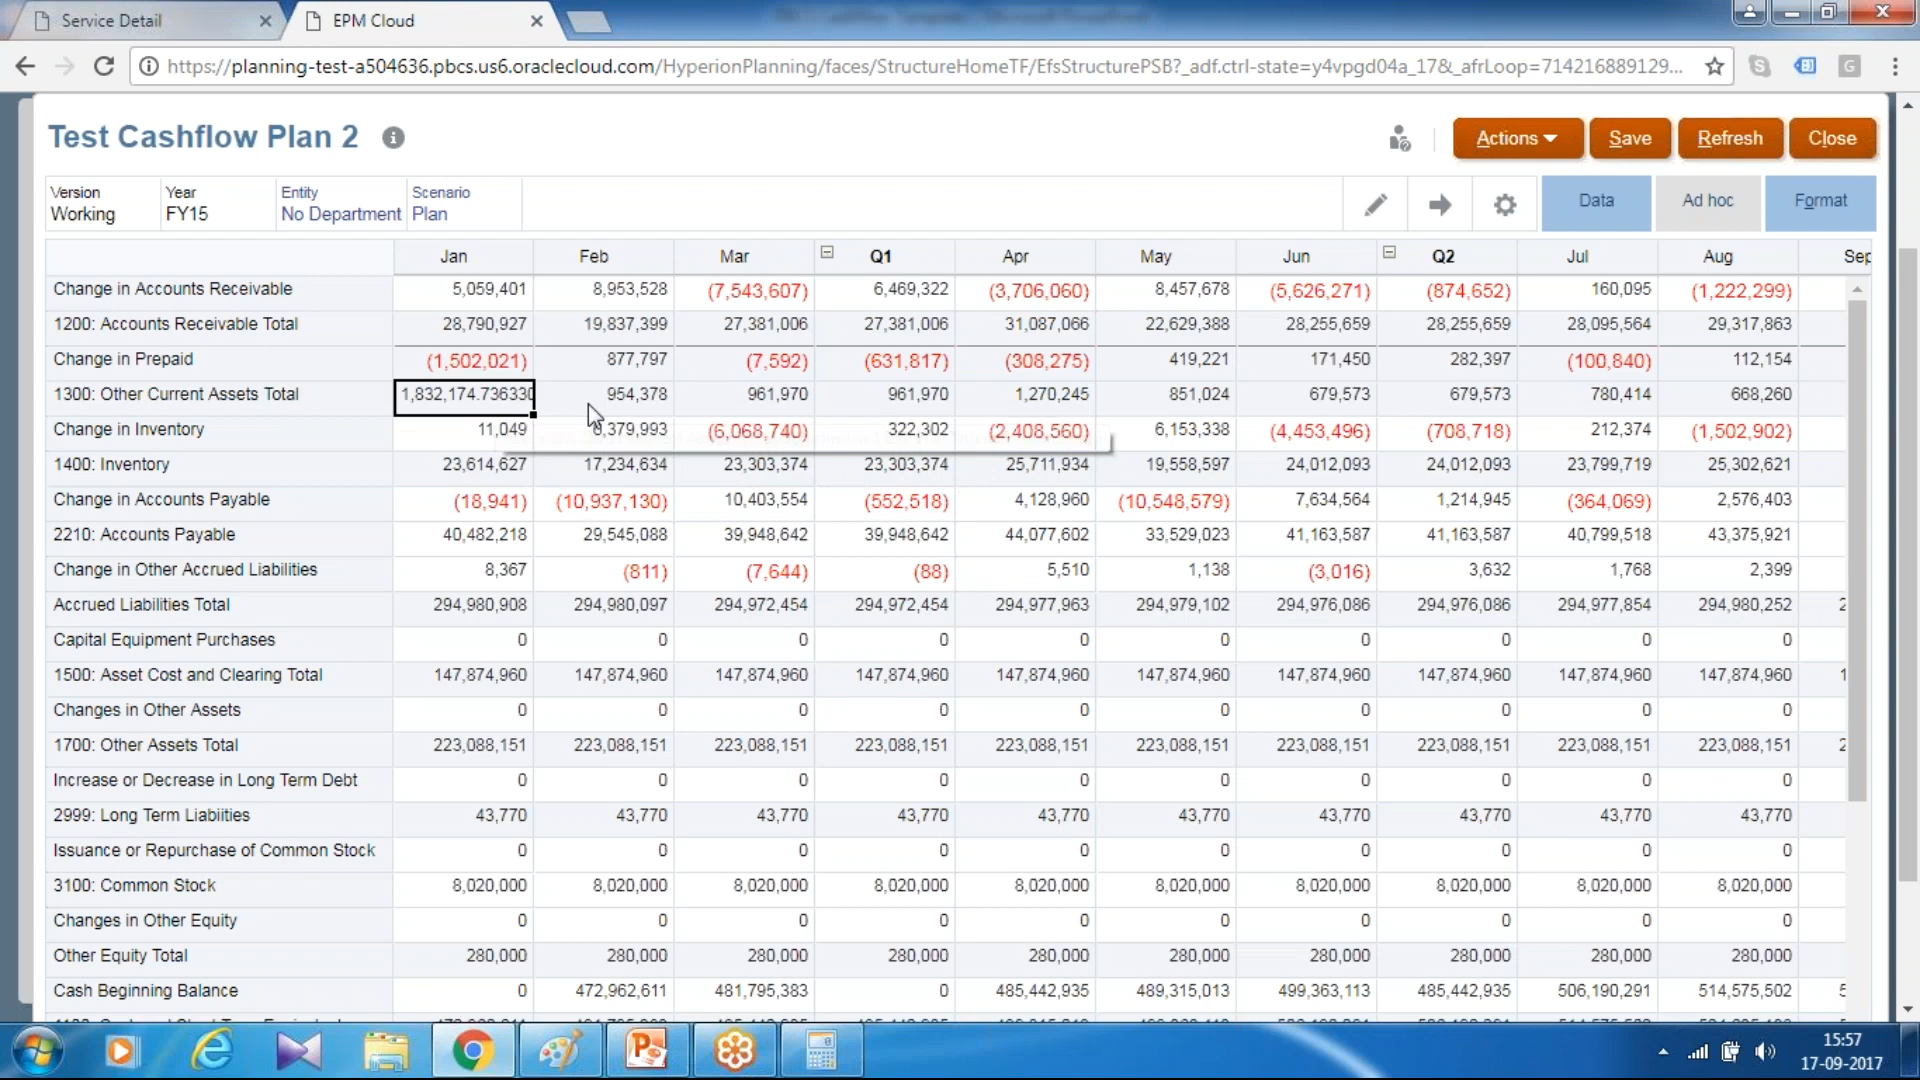 Service Detail
EPM Cloud
https://planning-test-a504636.pbcs.us6.oraclecloud.com/HyperionPlanning/faces/StructureHomeTF/EfsStructurePSB?_adf.ctrl-state=y4vpgd04a_17&_afrLoop=714216889129...
Test Cashflow Plan 2
Actions Save Refresh Close
Version Year Entity Scenario
Working FY15 No Department Plan
Data Ad hoc Format
Jan Feb Mar Q1 Apr May Jun Q2 Jul Aug Sep
Change in Accounts Receivable 5,059,401 8,953,528 (7,543,607) 6,469,322 (3,706,060) 8,457,678 (5,626,271) (874,652) 160,095 (1,222,299)
1200: Accounts Receivable Total 28,790,927 19,837,399 27,381,006 27,381,006 31,087,066 22,629,388 28,255,659 28,255,659 28,095,564 29,317,863
Change in Prepaid (1,502,021) 877,797 (7,592) (631,817) (308,275) 419,221 171,450 282,397 (100,840) 112,154
1300: Other Current Assets Total 1,832,174.736330 954,378 961,970 961,970 1,270,245 851,024 679,573 679,573 780,414 668,260
Change in Inventory 11,049 6,379,993 (6,068,740) 322,302 (2,408,560) 6,153,338 (4,453,496) (708,718) 212,374 (1,502,902)
1400: Inventory 23,614,627 17,234,634 23,303,374 23,303,374 25,711,934 19,558,597 24,012,093 24,012,093 23,799,719 25,302,621
Change in Accounts Payable (18,941) (10,937,130) 10,403,554 (552,518) 4,128,960 (10,548,579) 7,634,564 1,214,945 (364,069) 2,576,403
2210: Accounts Payable 40,482,218 29,545,088 39,948,642 39,948,642 44,077,602 33,529,023 41,163,587 41,163,587 40,799,518 43,375,921
Change in Other Accrued Liabilities 8,367 (811) (7,644) (88) 5,510 1,138 (3,016) 3,632 1,768 2,399
Accrued Liabilities Total 294,980,908 294,980,097 294,972,454 294,972,454 294,977,963 294,979,102 294,976,086 294,976,086 294,977,854 294,980,252 2
Capital Equipment Purchases 0 0 0 0 0 0 0 0 0 0
1500: Asset Cost and Clearing Total 147,874,960 147,874,960 147,874,960 147,874,960 147,874,960 147,874,960 147,874,960 147,874,960 147,874,960 147,874,960 1
Changes in Other Assets 0 0 0 0 0 0 0 0 0 0
1700: Other Assets Total 223,088,151 223,088,151 223,088,151 223,088,151 223,088,151 223,088,151 223,088,151 223,088,151 223,088,151 223,088,151 2
Increase or Decrease in Long Term Debt 0 0 0 0 0 0 0 0 0 0
2999: Long Term Liabiities 43,770 43,770 43,770 43,770 43,770 43,770 43,770 43,770 43,770 43,770
Issuance or Repurchase of Common Stock 0 0 0 0 0 0 0 0 0 0
3100: Common Stock 8,020,000 8,020,000 8,020,000 8,020,000 8,020,000 8,020,000 8,020,000 8,020,000 8,020,000 8,020,000
Changes in Other Equity 0 0 0 0 0 0 0 0 0 0
Other Equity Total 280,000 280,000 280,000 280,000 280,000 280,000 280,000 280,000 280,000 280,000
Cash Beginning Balance 0 472,962,611 481,795,383 0 485,442,935 489,315,013 499,363,113 485,442,935 506,190,291 514,575,502 5
15:57
17-09-2017